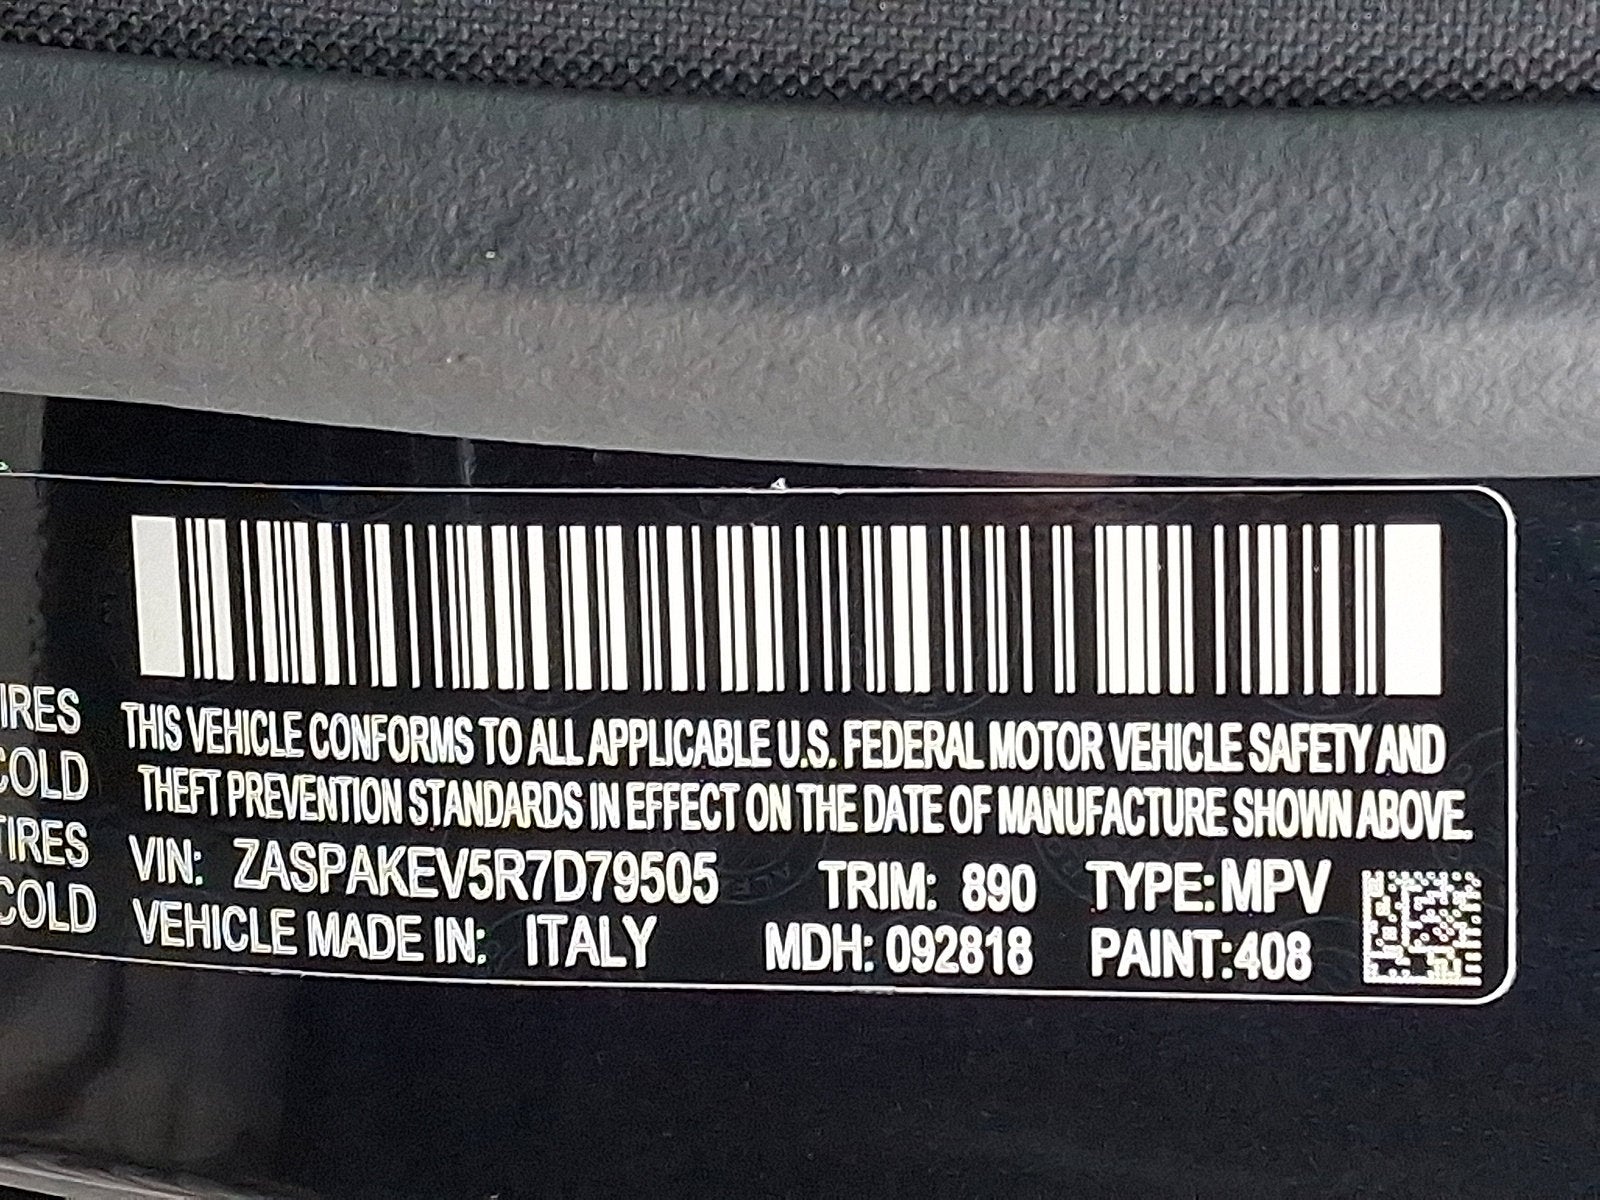 IRES
COLD
TIRES
COLD
THIS VEHICLE CONFORMS TO ALL APPLICABLE U.S. FEDERAL MOTOR VEHICLE SAFETY AND
THEFT PREVENTION STANDARDS IN EFFECT ON THE DATE OF MANUFACTURE SHOWN ABOVE.
VIN: ZASPAKEV5R7D79505 TRIM: 890 TYPE:MPV
VEHICLE MADE IN: ITALY MDH: 092818 PAINT:408